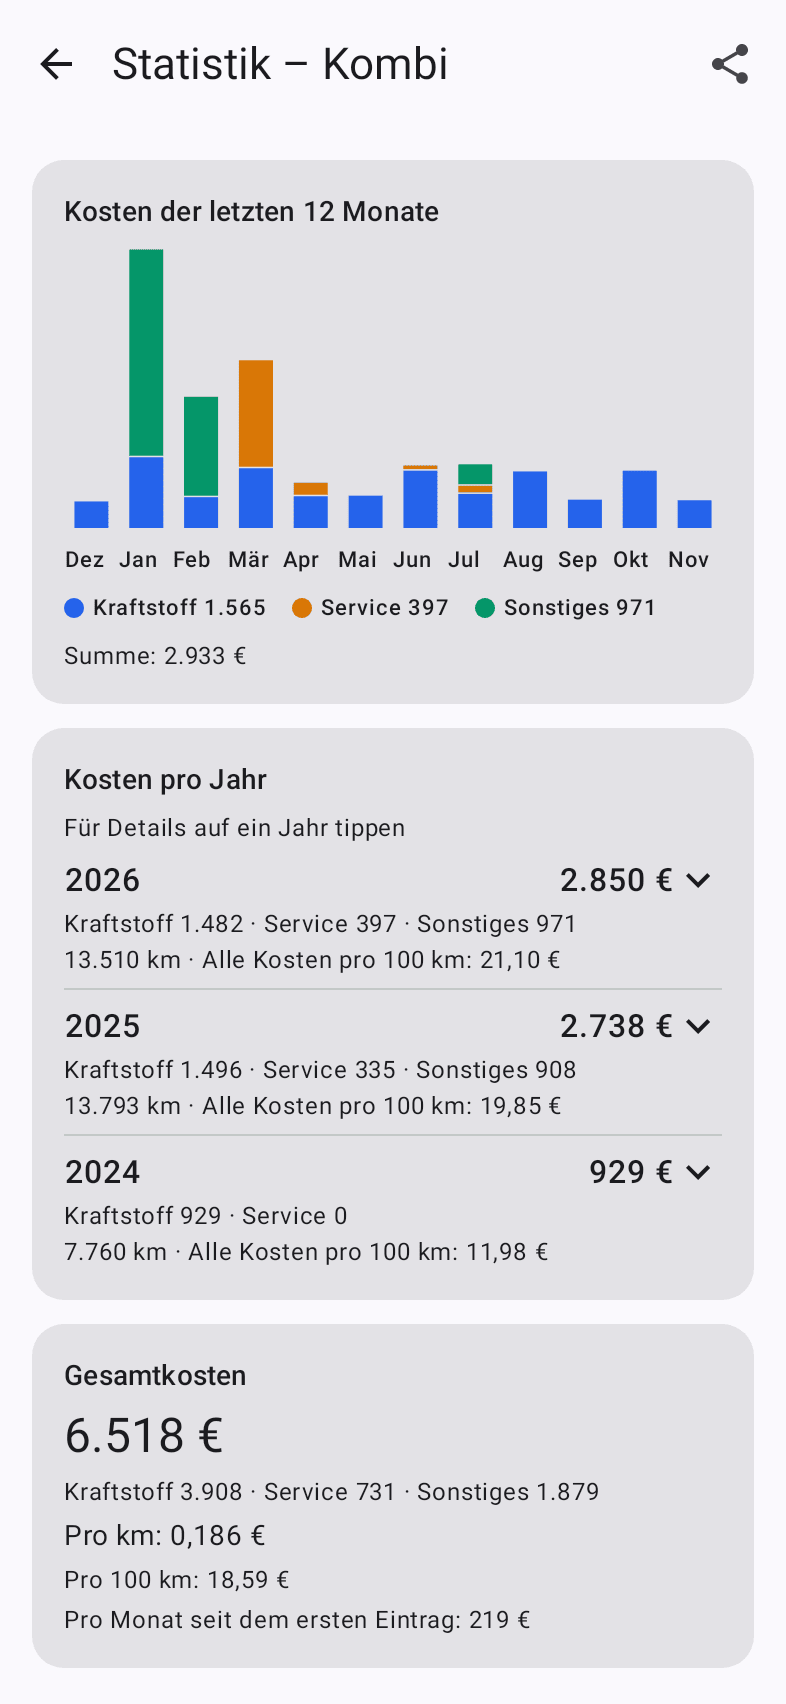 Statistik – Kombi
Kosten der letzten 12 Monate
Dez Jan Feb Mär Apr Mai Jun Jul Aug Sep Okt Nov
Kraftstoff 1.565 Service 397 Sonstiges 971
Summe: 2.933 €
Kosten pro Jahr
Für Details auf ein Jahr tippen
2026 2.850 €
Kraftstoff 1.482 · Service 397 · Sonstiges 971
13.510 km · Alle Kosten pro 100 km: 21,10 €
2025 2.738 €
Kraftstoff 1.496 · Service 335 · Sonstiges 908
13.793 km · Alle Kosten pro 100 km: 19,85 €
2024 929 €
Kraftstoff 929 · Service 0
7.760 km · Alle Kosten pro 100 km: 11,98 €
Gesamtkosten
6.518 €
Kraftstoff 3.908 · Service 731 · Sonstiges 1.879
Pro km: 0,186 €
Pro 100 km: 18,59 €
Pro Monat seit dem ersten Eintrag: 219 €